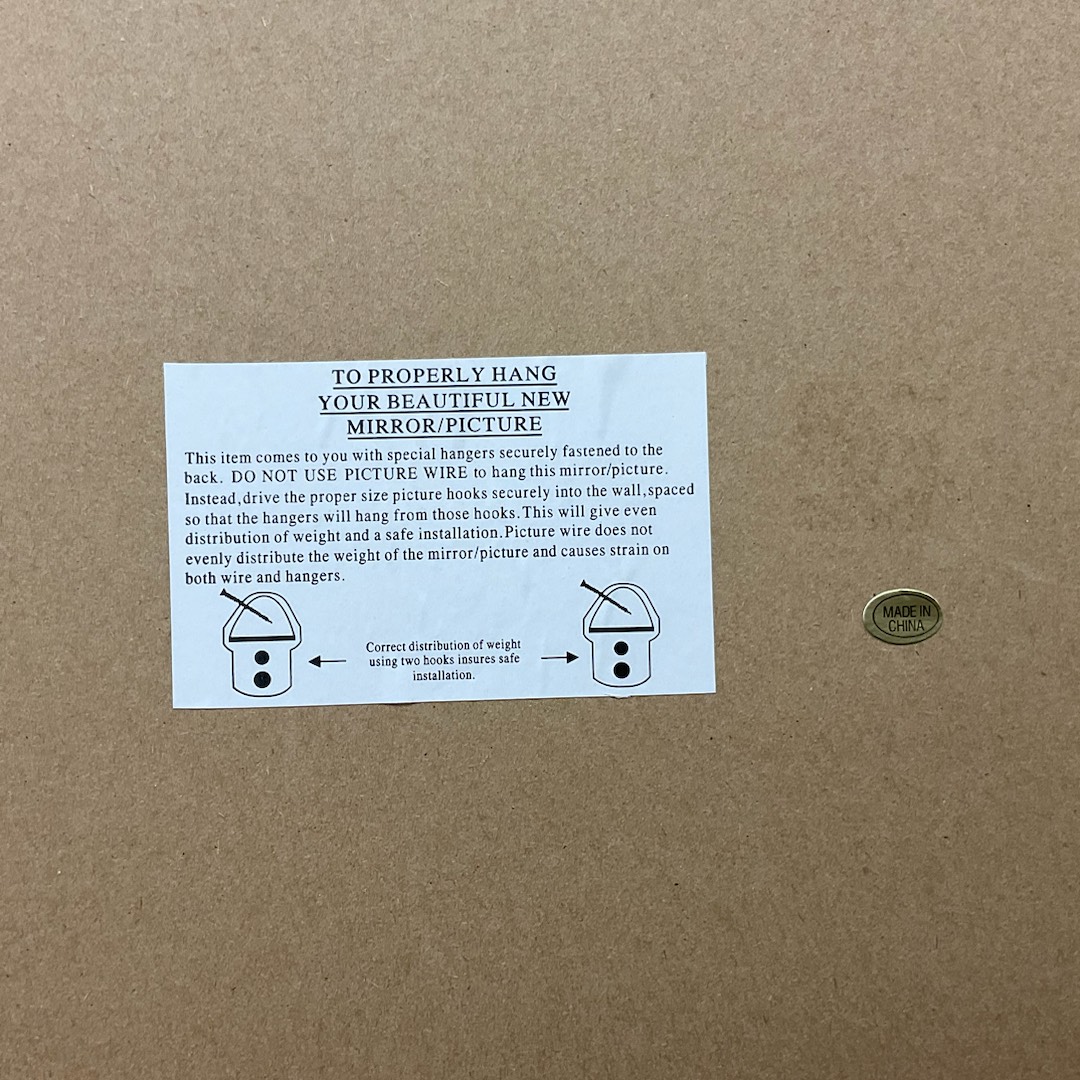 TO PROPERLY HANG
YOUR BEAUTIFUL NEW
MIRROR/PICTURE
This item comes to you with special hangers securely fastened to the
back. DO NOT USE PICTURE WIRE to hang this mirror/picture.
Instead,drive the proper size picture hooks securely into the wall,spaced
so that the hangers will hang from those hooks.This will give even
distribution of weight and a safe installation.Picture wire does not
evenly distribute the weight of the mirror/picture and causes strain on
both wire and hangers.
Correct distribution of weight
using two hooks insures safe
installation.
MADE IN
CHINA